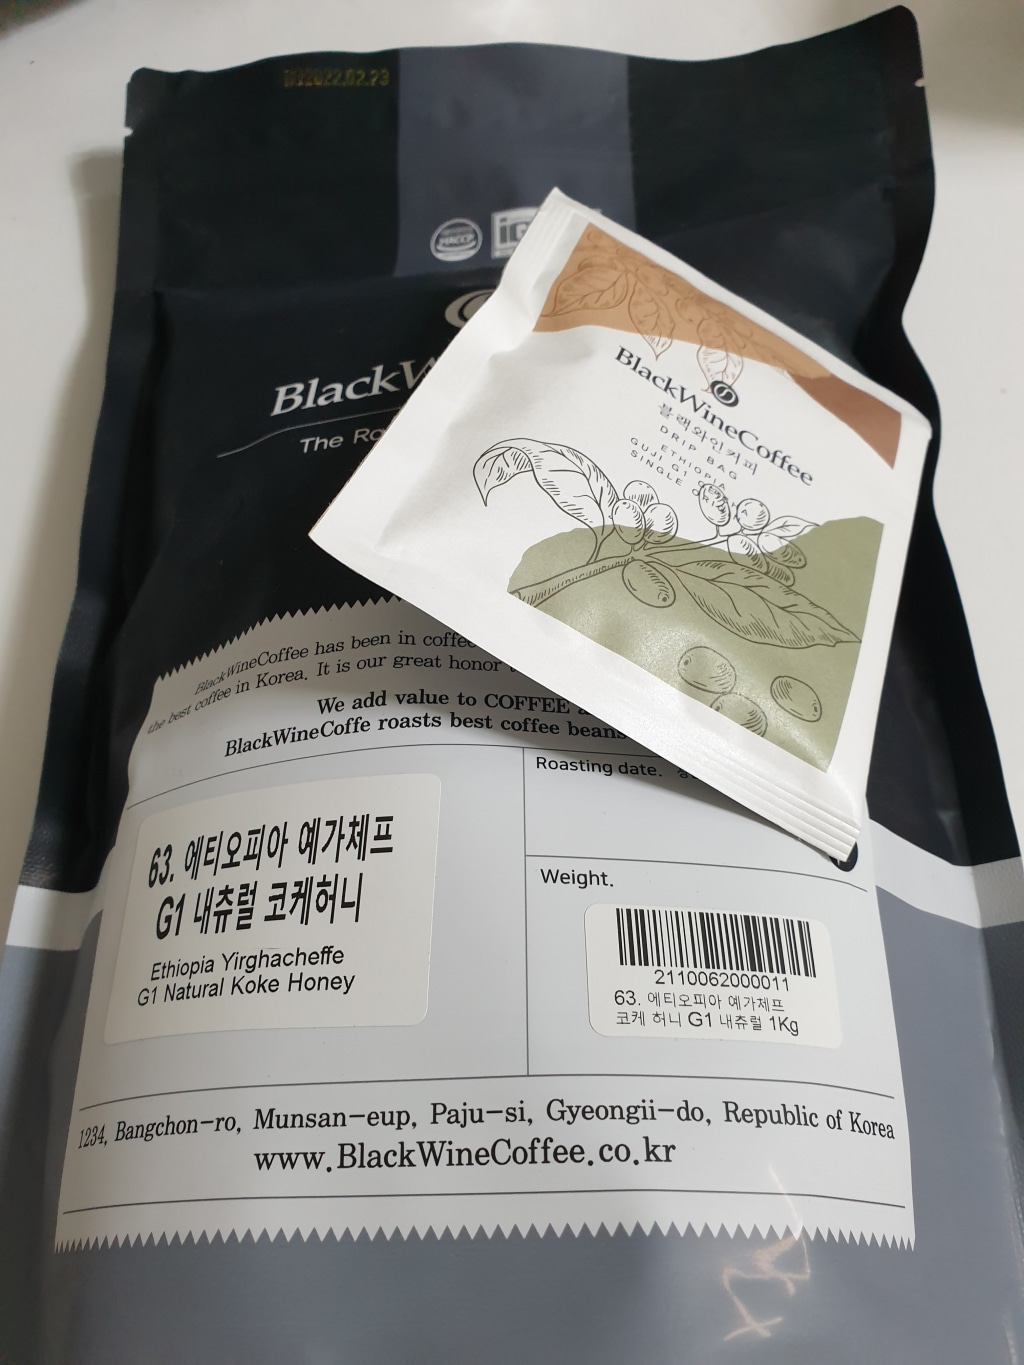 2022.02.23
HACCP
BlackW
The Ro
BlackWineCoffee
블랙와인커피
DRIP BAG
ETHIOPIA
GUJI G1
SINGLE
BlackWineCoffee has been in coffee
the best coffee in Korea. It is our great honor
We add value to COFFEE
BlackWineCoffe roasts best coffee beans
Roasting date.
63. 에티오피아 예가체프
G1 내츄럴 코케허니
Ethiopia Yirghacheffe
G1 Natural Koke Honey
Weight.
2110062000011
63. 에티오피아 예가체프
코케 허니 G1 내츄럴 1Kg
1234, Bangchon-ro, Munsan-eup, Paju-si, Gyeongii-do, Republic of Korea
www.BlackWineCoffee.co.kr